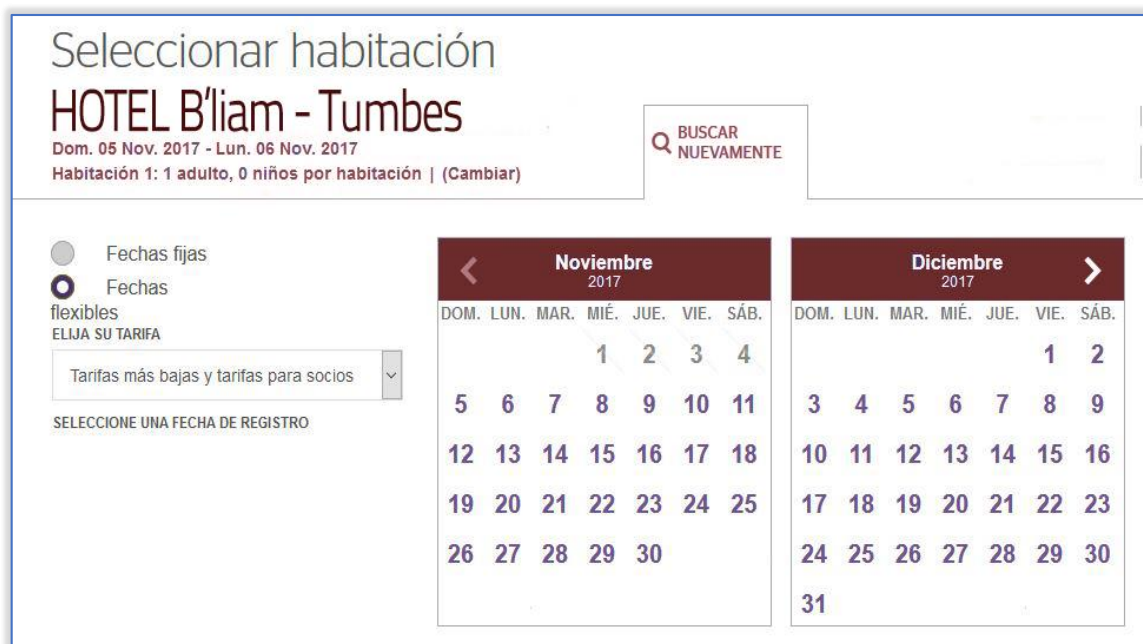 Seleccionar habitación
HOTEL B'liam - Tumbes
Dom. 05 Nov. 2017 - Lun. 06 Nov. 2017
Habitación 1: 1 adulto, 0 niños por habitación | (Cambiar)
BUSCAR
NUEVAMENTE
Fechas fijas
Fechas
flexibles
ELIJA SU TARIFA
Tarifas más bajas y tarifas para socios
SELECCIONE UNA FECHA DE REGISTRO
Noviembre
2017
DOM. LUN. MAR. MIÉ. JUE. VIE. SÁB.
1 2 3 4
5 6 7 8 9 10 11
12 13 14 15 16 17 18
19 20 21 22 23 24 25
26 27 28 29 30
Diciembre
2017
DOM. LUN. MAR. MIÉ. JUE. VIE. SÁB.
1 2
3 4 5 6 7 8 9
10 11 12 13 14 15 16
17 18 19 20 21 22 23
24 25 26 27 28 29 30
31